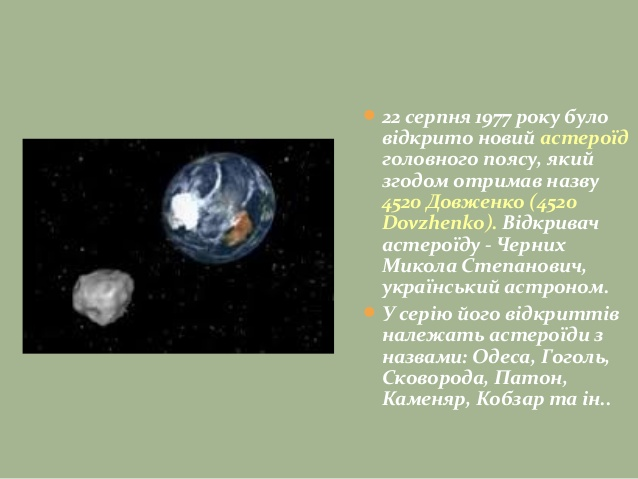 22 серпня 1977 року було
відкрито новий астероїд
головного поясу, який
згодом отримав назву
4520 Довженко (4520
Dovzhenko). Відкривач
астероїду - Черних
Микола Степанович,
український астроном.
У серію його відкриттів
належать астероїди з
назвами: Одеса, Гоголь,
Сковорода, Патон,
Каменяр, Кобзар та ін..